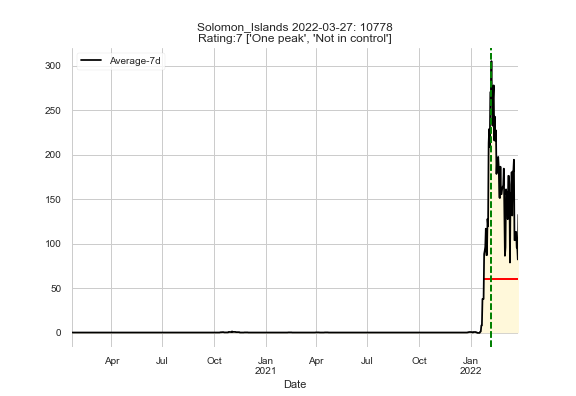 Solomon_Islands 2022-03-27: 10778
Rating:7 ['One peak', 'Not in control']
Average-7d
300
250
200
150
100
50
0
Apr
Jul
Oct
Jan
2021
Apr
Jul
Oct
Jan
2022
Date